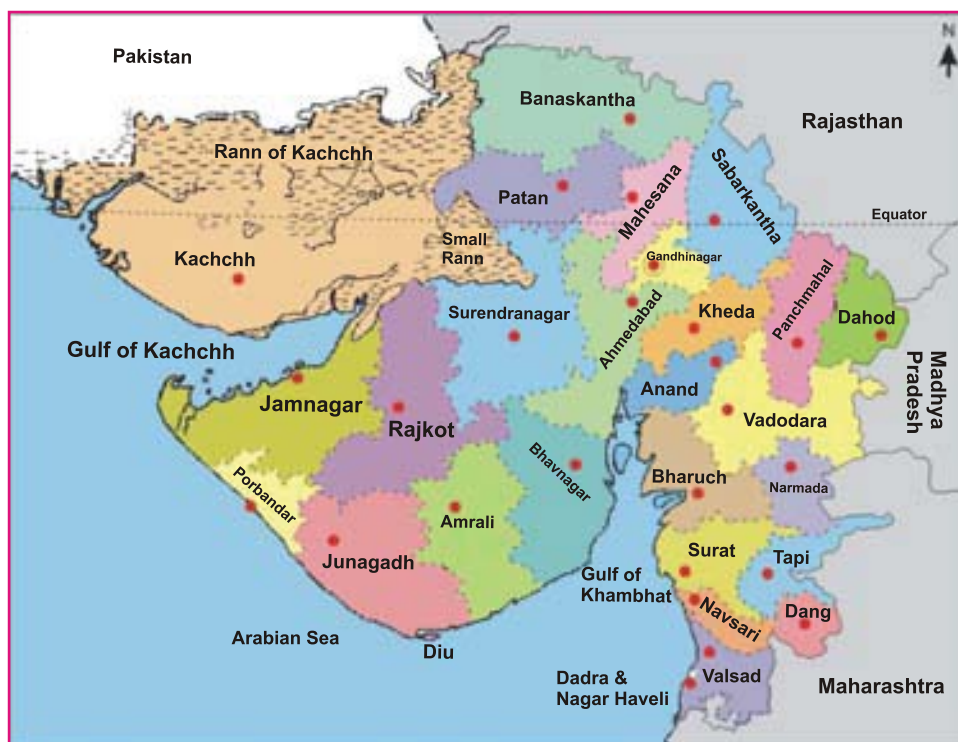 N
Pakistan
Banaskantha
Rajasthan
Rann of Kachchh
Sabarkantha
Patan
Mahesana
Equator
Small
Rann
Gandhinagar
Kachchh
Panchmahal
Surendranagar
Ahmedabad
Kheda
Dahod
Gulf of Kachchh
Madhya
Pradesh
Anand
Jamnagar
Rajkot
Vadodara
Bhavnagar
Bharuch
Porbandar
Narmada
Amrali
Junagadh
Surat
Tapi
Gulf of
Khambhat
Navsari
Dang
Arabian Sea
Diu
Dadra &
Nagar Haveli
Valsad
Maharashtra